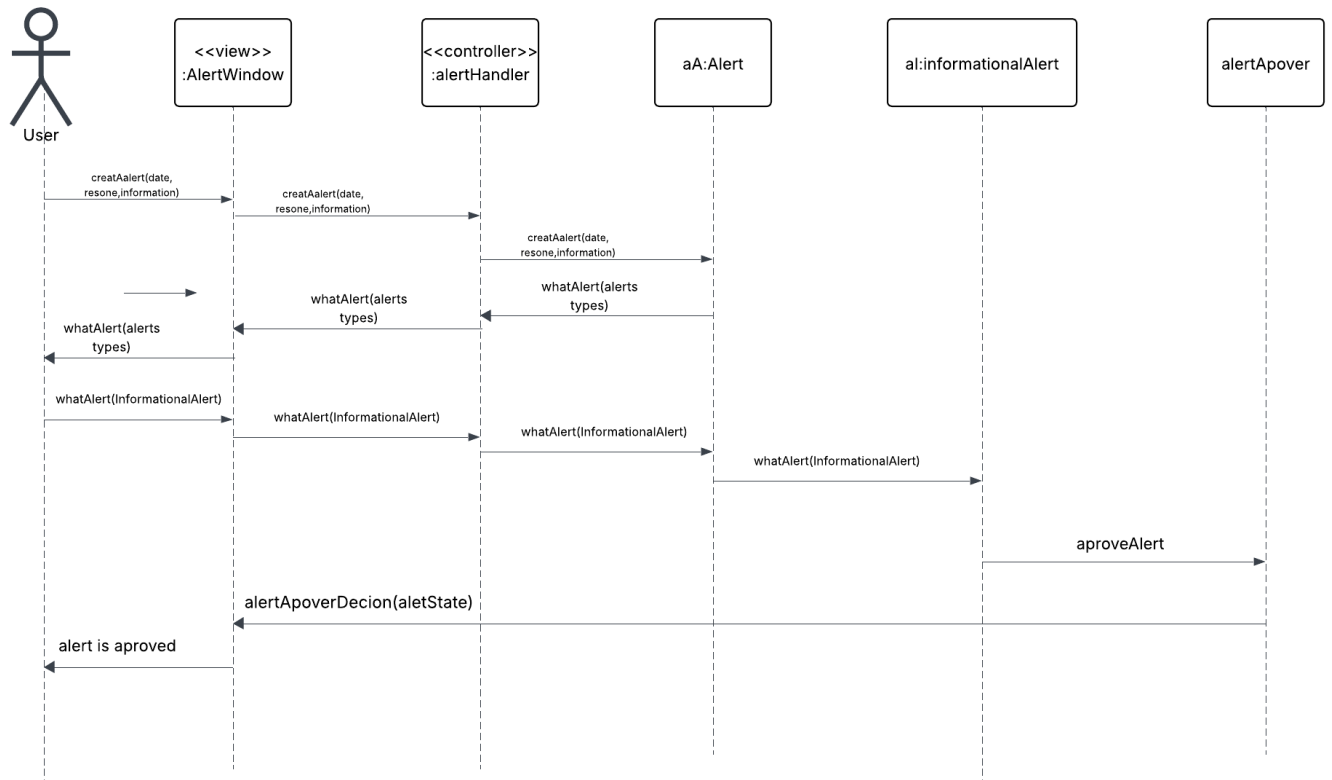 <<view>>
:AlertWindow
<<controller>>
:alertHandler
aA:Alert
aI:informationalAlert
alertApover
User
creatAalert(date,
resone,information)
creatAalert(date,
resone,information)
creatAalert(date,
resone,information)
whatAlert(alerts
types)
whatAlert(alerts
types)
whatAlert(alerts
types)
whatAlert(InformationalAlert)
whatAlert(InformationalAlert)
whatAlert(InformationalAlert)
whatAlert(InformationalAlert)
aproveAlert
alertApoverDecion(aletState)
alert is aproved